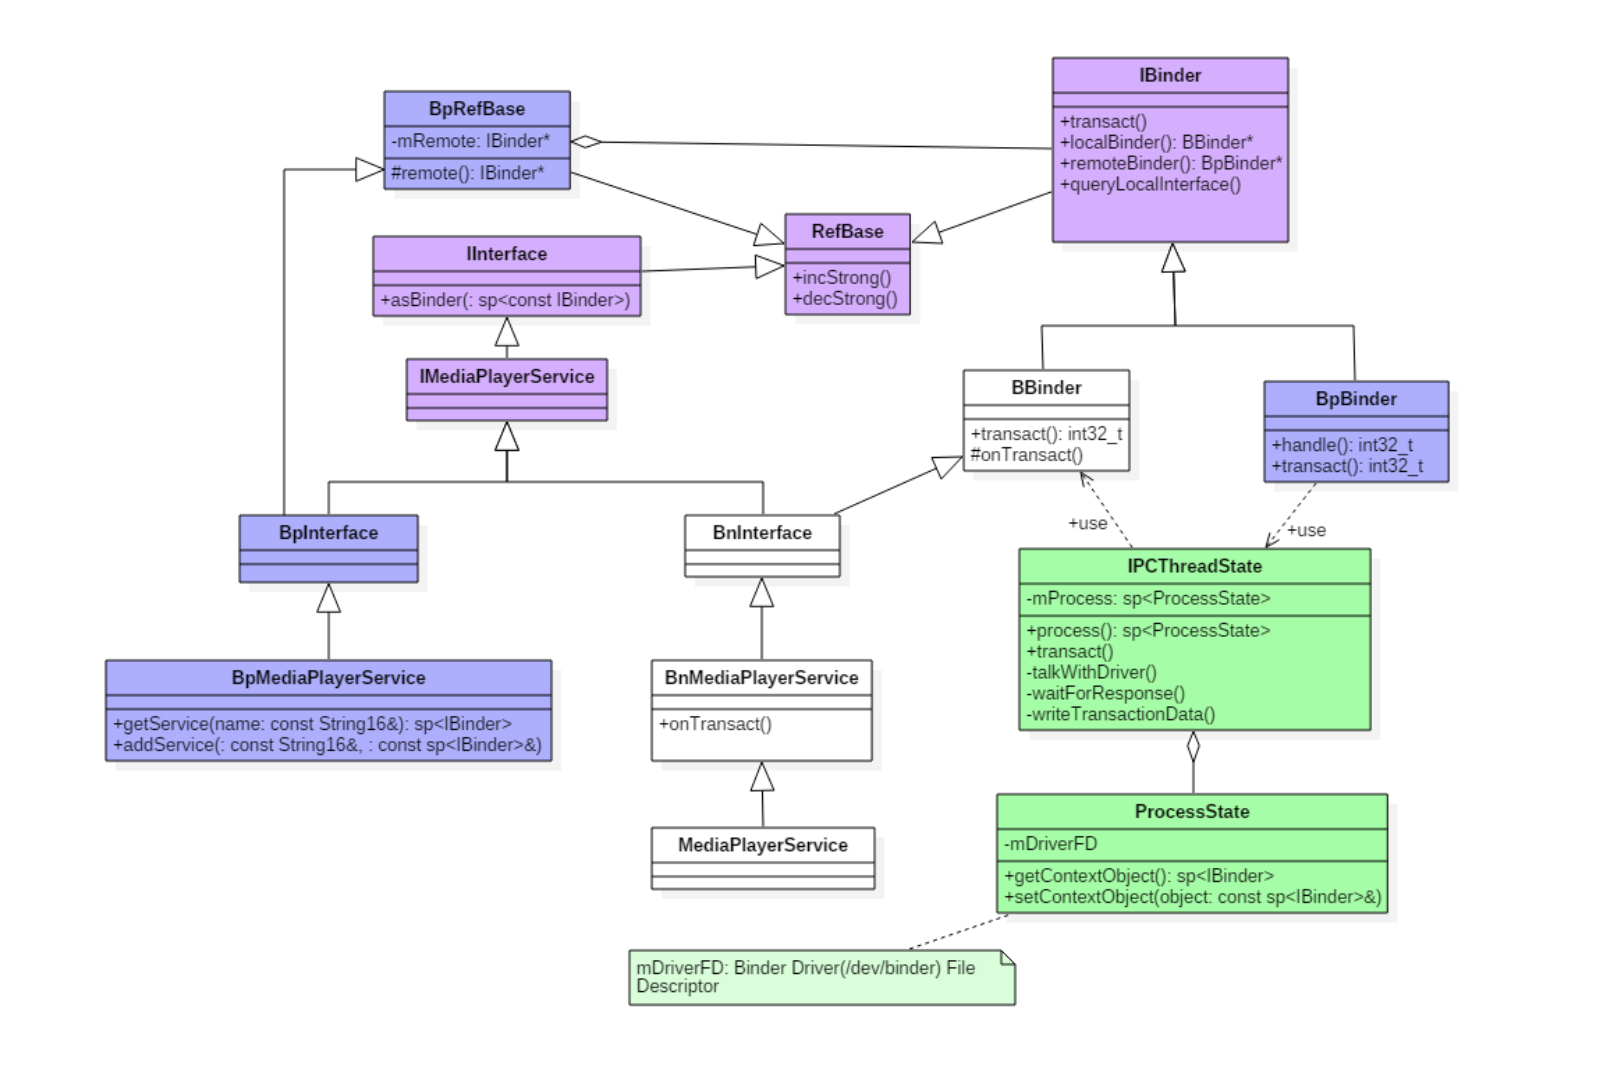 IBinder
+transact()
+localBinder(): BBinder*
+remoteBinder(): BpBinder*
+queryLocalInterface()
BpRefBase
-mRemote: IBinder*
#remote(): IBinder*
RefBase
+incStrong()
+decStrong()
IInterface
+asBinder(: sp<const IBinder>)
IMediaPlayerService
BBinder
+transact(): int32_t
#onTransact()
BpBinder
+handle(): int32_t
+transact(): int32_t
+use
+use
BpInterface
BnInterface
IPCThreadState
-mProcess: sp<ProcessState>
+process(): sp<ProcessState>
+transact()
-talkWithDriver()
-waitForResponse()
-writeTransactionData()
BpMediaPlayerService
+getService(name: const String16&): sp<IBinder>
+addService(: const String16&, : const sp<IBinder>&)
BnMediaPlayerService
+onTransact()
MediaPlayerService
ProcessState
-mDriverFD
+getContextObject(): sp<IBinder>
+setContextObject(object: const sp<IBinder>&)
mDriverFD: Binder Driver(/dev/binder) File
Descriptor